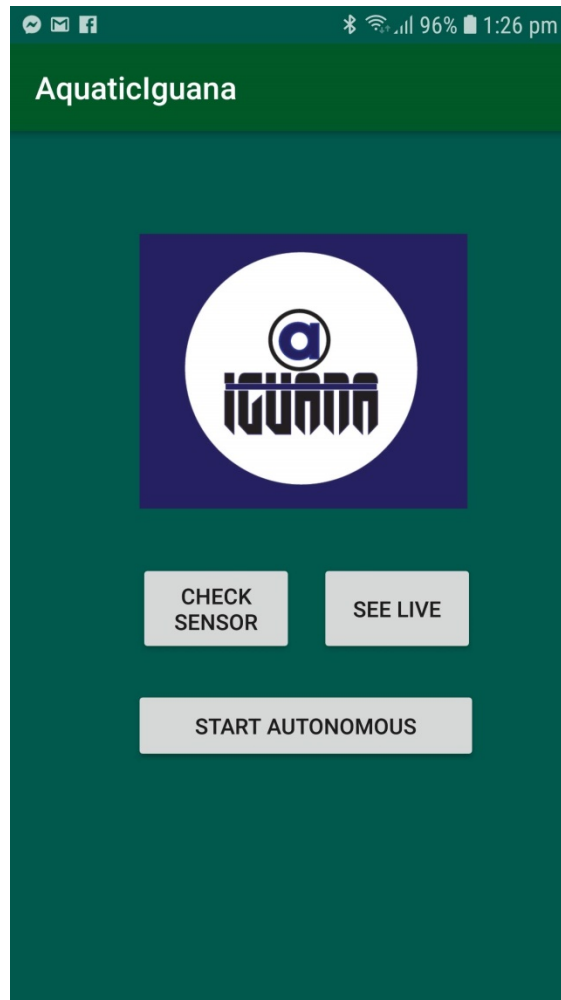 96% 1:26 pm
AquaticIguana
a
IGUANA
CHECK
SENSOR
SEE LIVE
START AUTONOMOUS